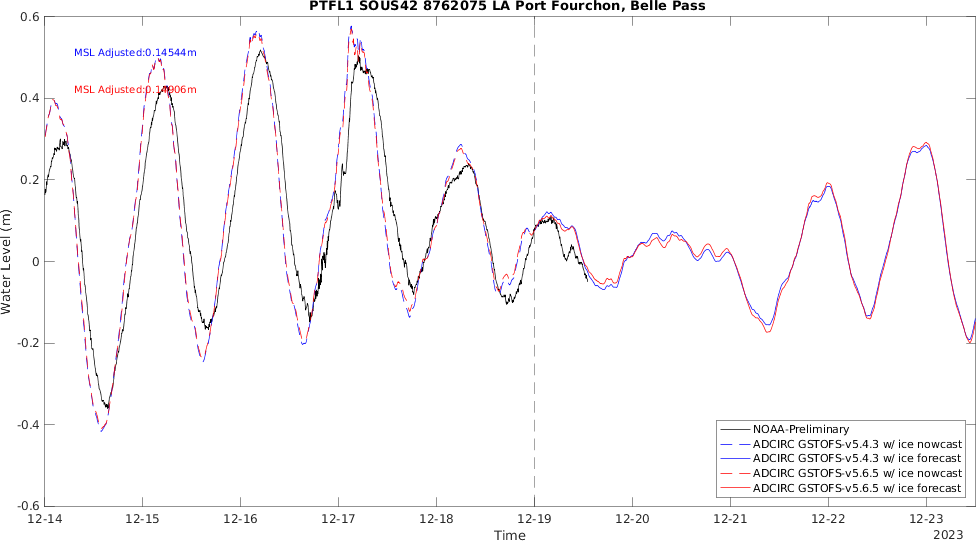 PTFL1 SOUS42 8762075 LA Port Fourchon, Belle Pass
0.6
MSL Adjusted:0.14544m
MSL Adjusted:0.14906m
0.4
0.2
0
-0.2
-0.4
-0.6
Water Level (m)
NOAA-Preliminary
ADCIRC GSTOFS-v5.4.3 w/ ice nowcast
ADCIRC GSTOFS-v5.4.3 w/ ice forecast
ADCIRC GSTOFS-v5.6.5 w/ ice nowcast
ADCIRC GSTOFS-v5.6.5 w/ ice forecast
12-14 12-15 12-16 12-17 12-18 12-19 12-20 12-21 12-22 12-23
Time
2023